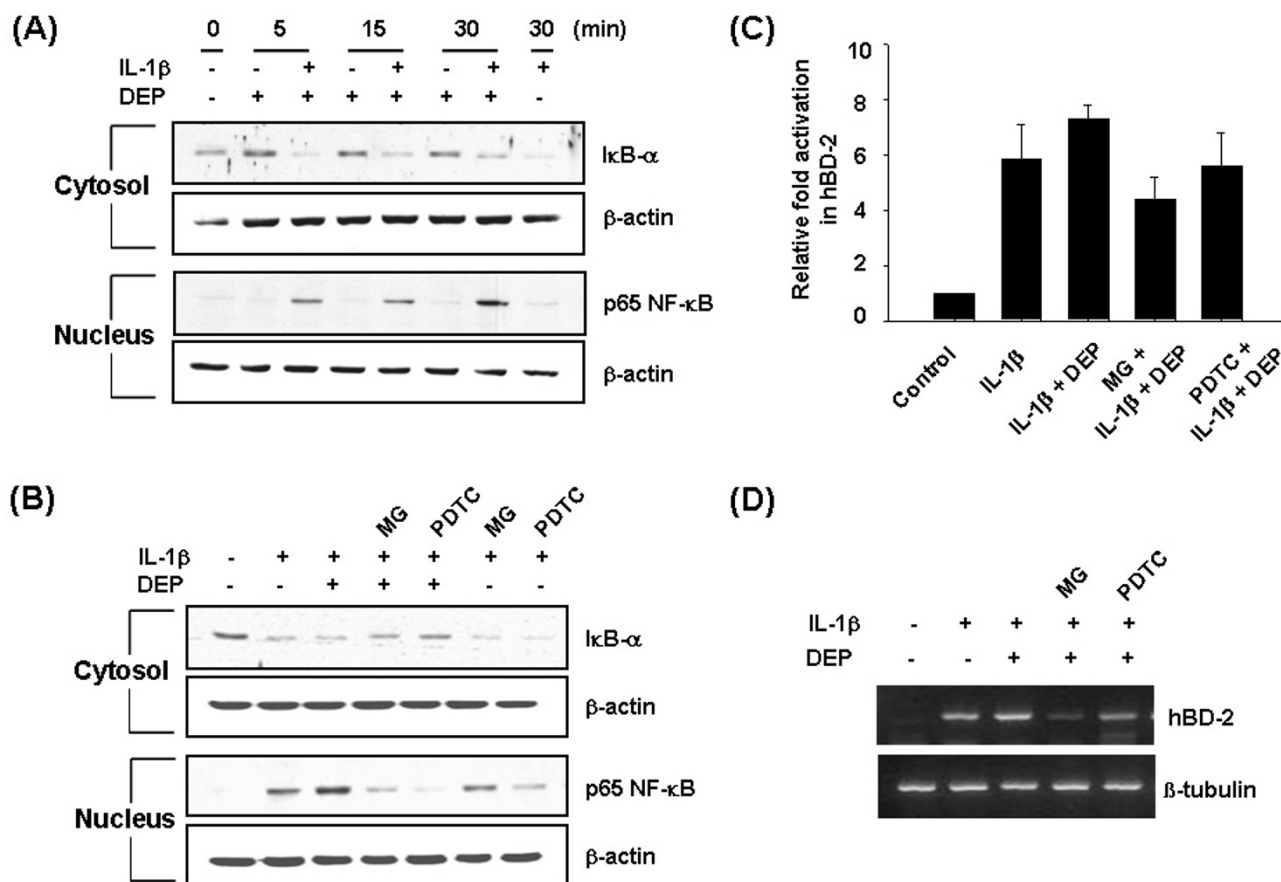 (A)
0 5 15 30 30 (min)
IL-1β - - + - + - + +
DEP - + + + + + + -
Cytosol
IκB-α
β-actin
Nucleus
p65 NF-κB
β-actin
(C)
Relative fold activation
in hBD-2
10
8
6
4
2
0
Control
IL-1β
IL-1β + DEP
MG +
IL-1β + DEP
PDTC +
IL-1β + DEP
(B)
MG PDTC MG PDTC
IL-1β - + + + + + +
DEP - - + + + - -
Cytosol
IκB-α
β-actin
Nucleus
p65 NF-κB
β-actin
(D)
MG PDTC
IL-1β - + + + +
DEP - - + + +
hBD-2
ß-tubulin